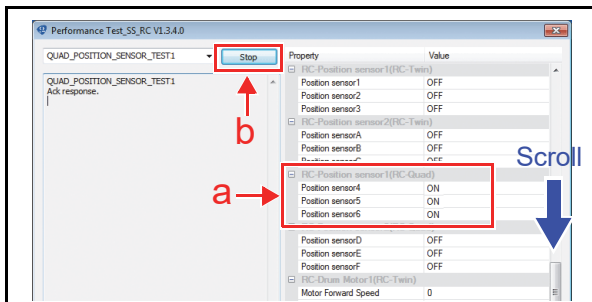 Performance Test_SS_RC V1.3.4.0
QUAD_POSITION_SENSOR_TEST1 Stop
QUAD_POSITION_SENSOR_TEST1
Ack response.
b
a
Property Value
RC-Position sensor1(RC-Twin)
Position sensor1 OFF
Position sensor2 OFF
Position sensor3 OFF
RC-Position sensor2(RC-Twin)
Position sensorA OFF
Position sensorB OFF
Position sensorC OFF
RC-Position sensor1(RC-Quad)
Position sensor4 ON
Position sensor5 ON
Position sensor6 ON
Position sensorD OFF
Position sensorE OFF
Position sensorF OFF
RC-Drum Motor1(RC-Twin)
Motor Forward Speed 0
Scroll